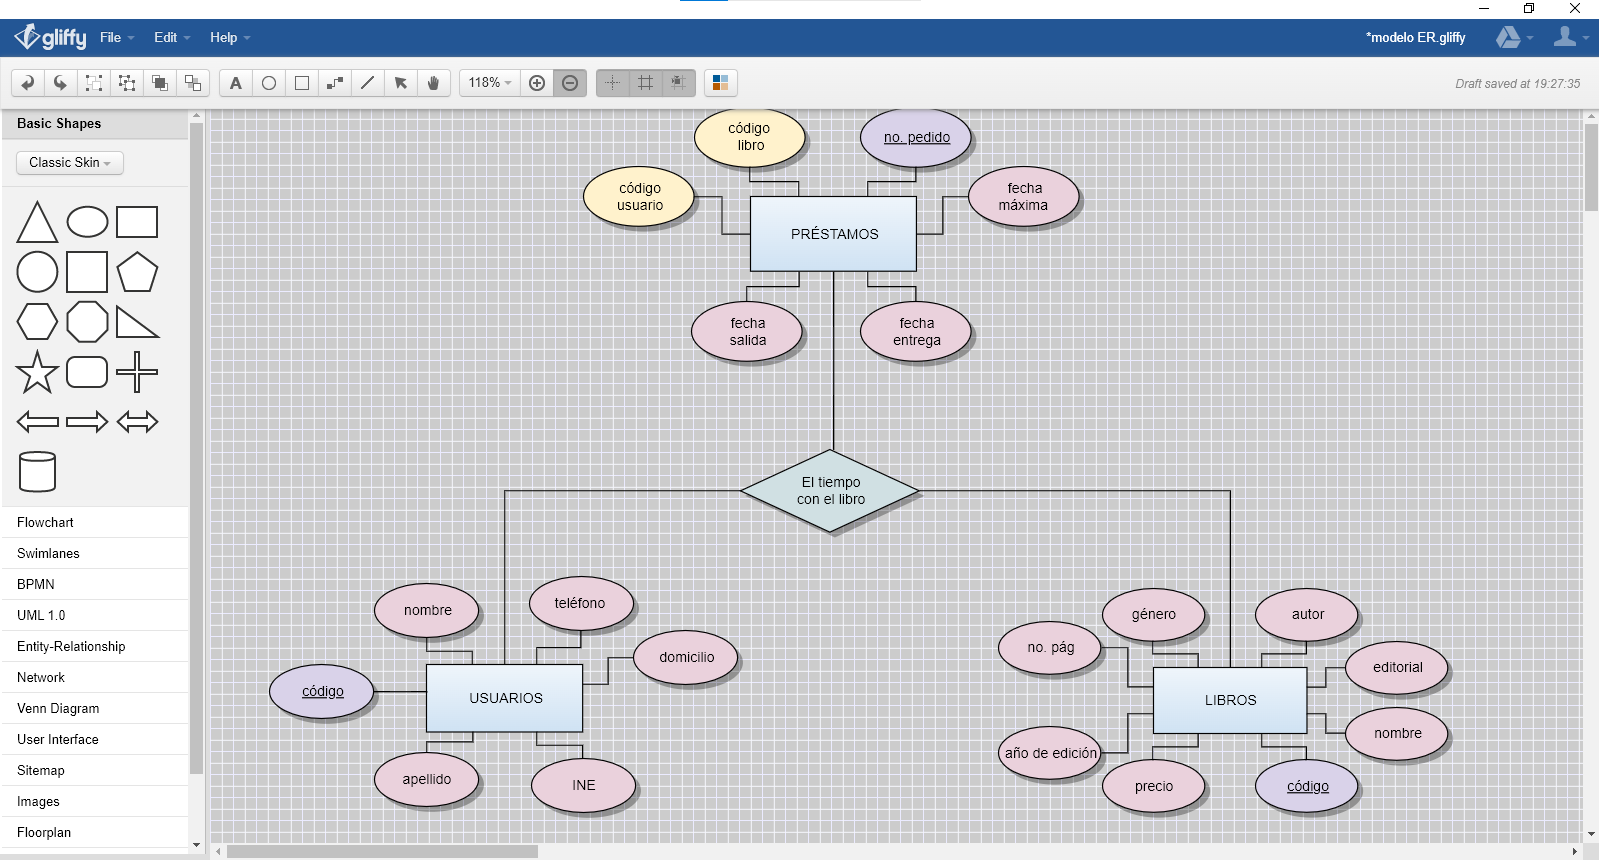 gliffy
File
Edit
Help
*modelo ER.gliffy
A
118%
Draft saved at 19:27:35
Basic Shapes
Classic Skin
Flowchart
Swimlanes
BPMN
UML 1.0
Entity-Relationship
Network
Venn Diagram
User Interface
Sitemap
Images
Floorplan
código
libro
no. pedido
código
usuario
fecha
máxima
PRÉSTAMOS
fecha
salida
fecha
entrega
El tiempo
con el libro
nombre
teléfono
domicilio
código
USUARIOS
apellido
INE
género
autor
no. pág
editorial
LIBROS
nombre
año de edición
precio
código